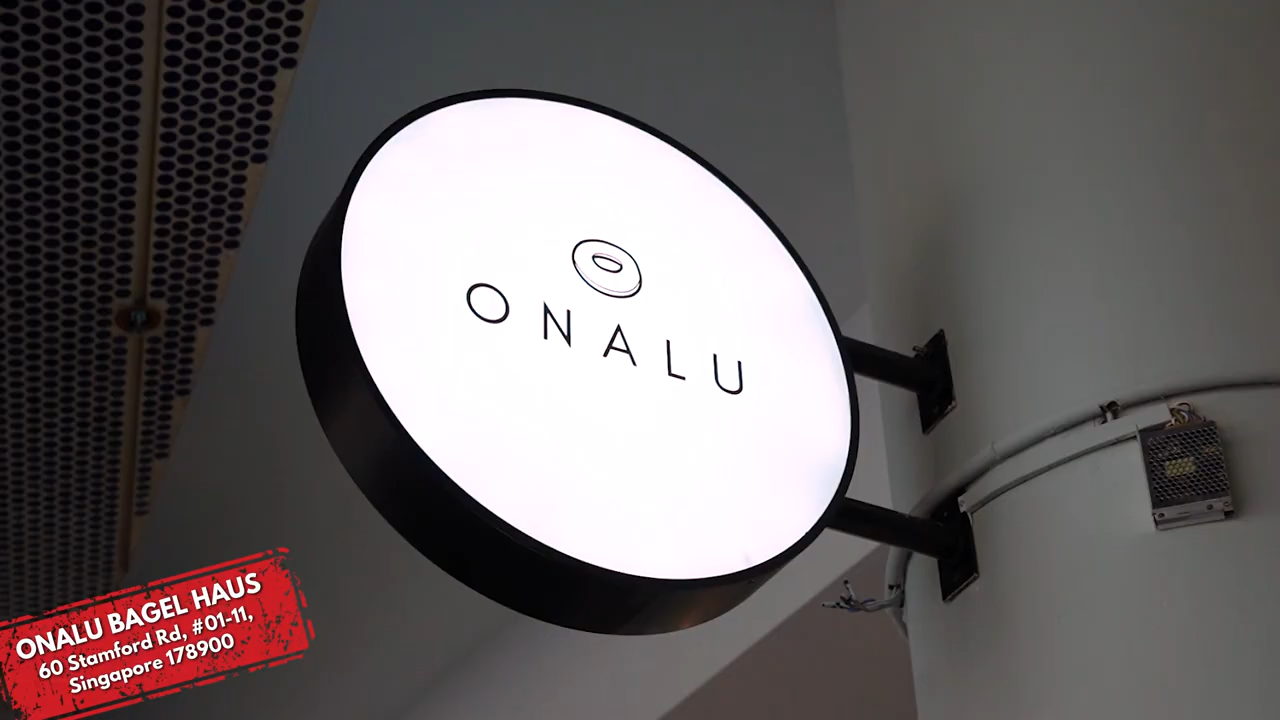 ONALU
ONALU BAGEL HAUS
60 Stamford Rd, #01-11,
Singapore 178900